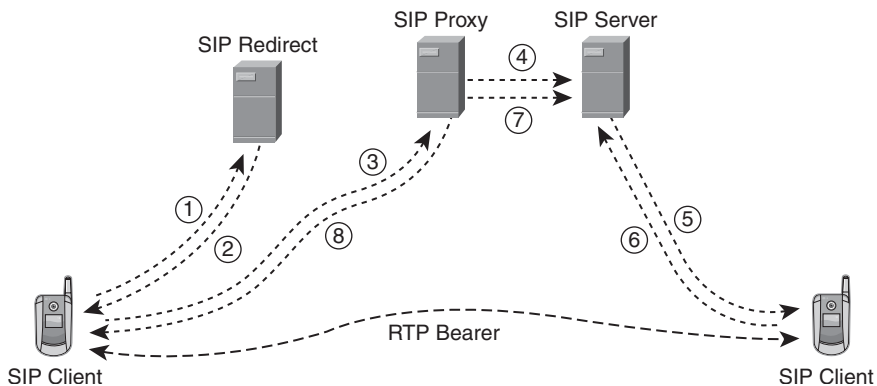 SIP Proxy
SIP Server
SIP Redirect
④
③
⑦
①
②
⑧
⑤
⑥
RTP Bearer
SIP Client
SIP Client